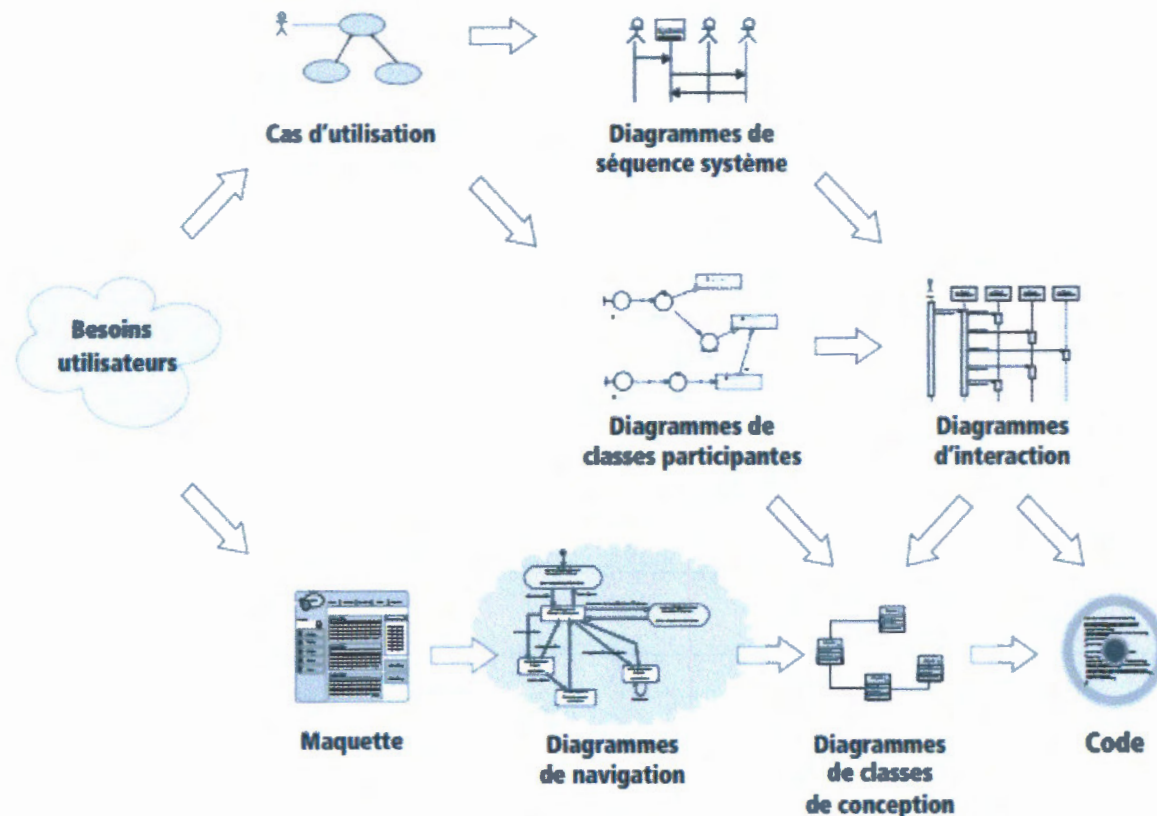 Cas d'utilisation
Diagrammes de
séquence système
Besoins
utilisateurs
Diagrammes de
classes participantes
Diagrammes
d'interaction
Maquette
Diagrammes
de navigation
Diagrammes
de classes
de conception
Code